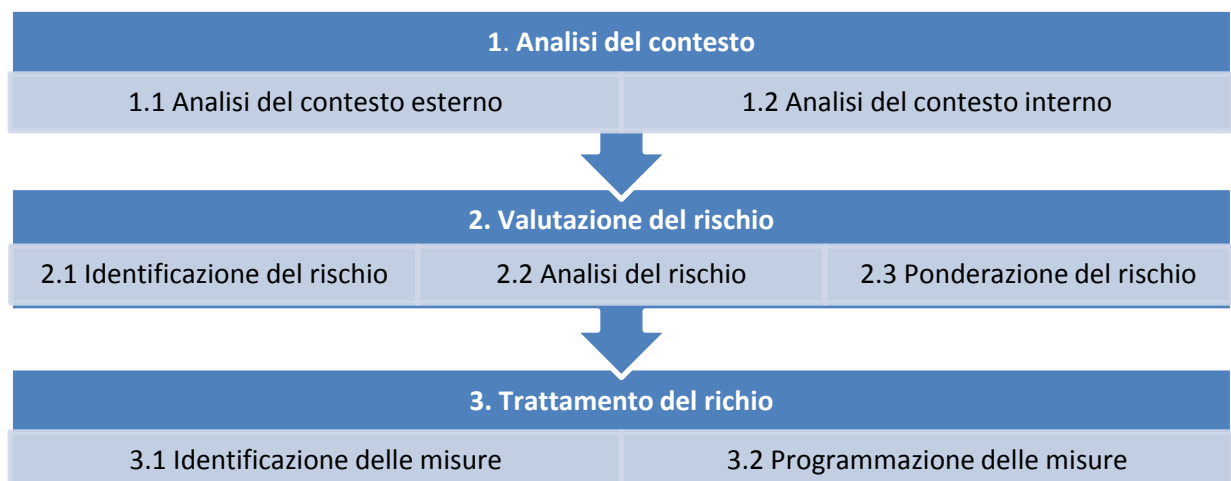 1. Analisi del contesto
1.1 Analisi del contesto esterno
1.2 Analisi del contesto interno
2. Valutazione del rischio
2.1 Identificazione del rischio
2.2 Analisi del rischio
2.3 Ponderazione del rischio
3. Trattamento del richio
3.1 Identificazione delle misure
3.2 Programmazione delle misure